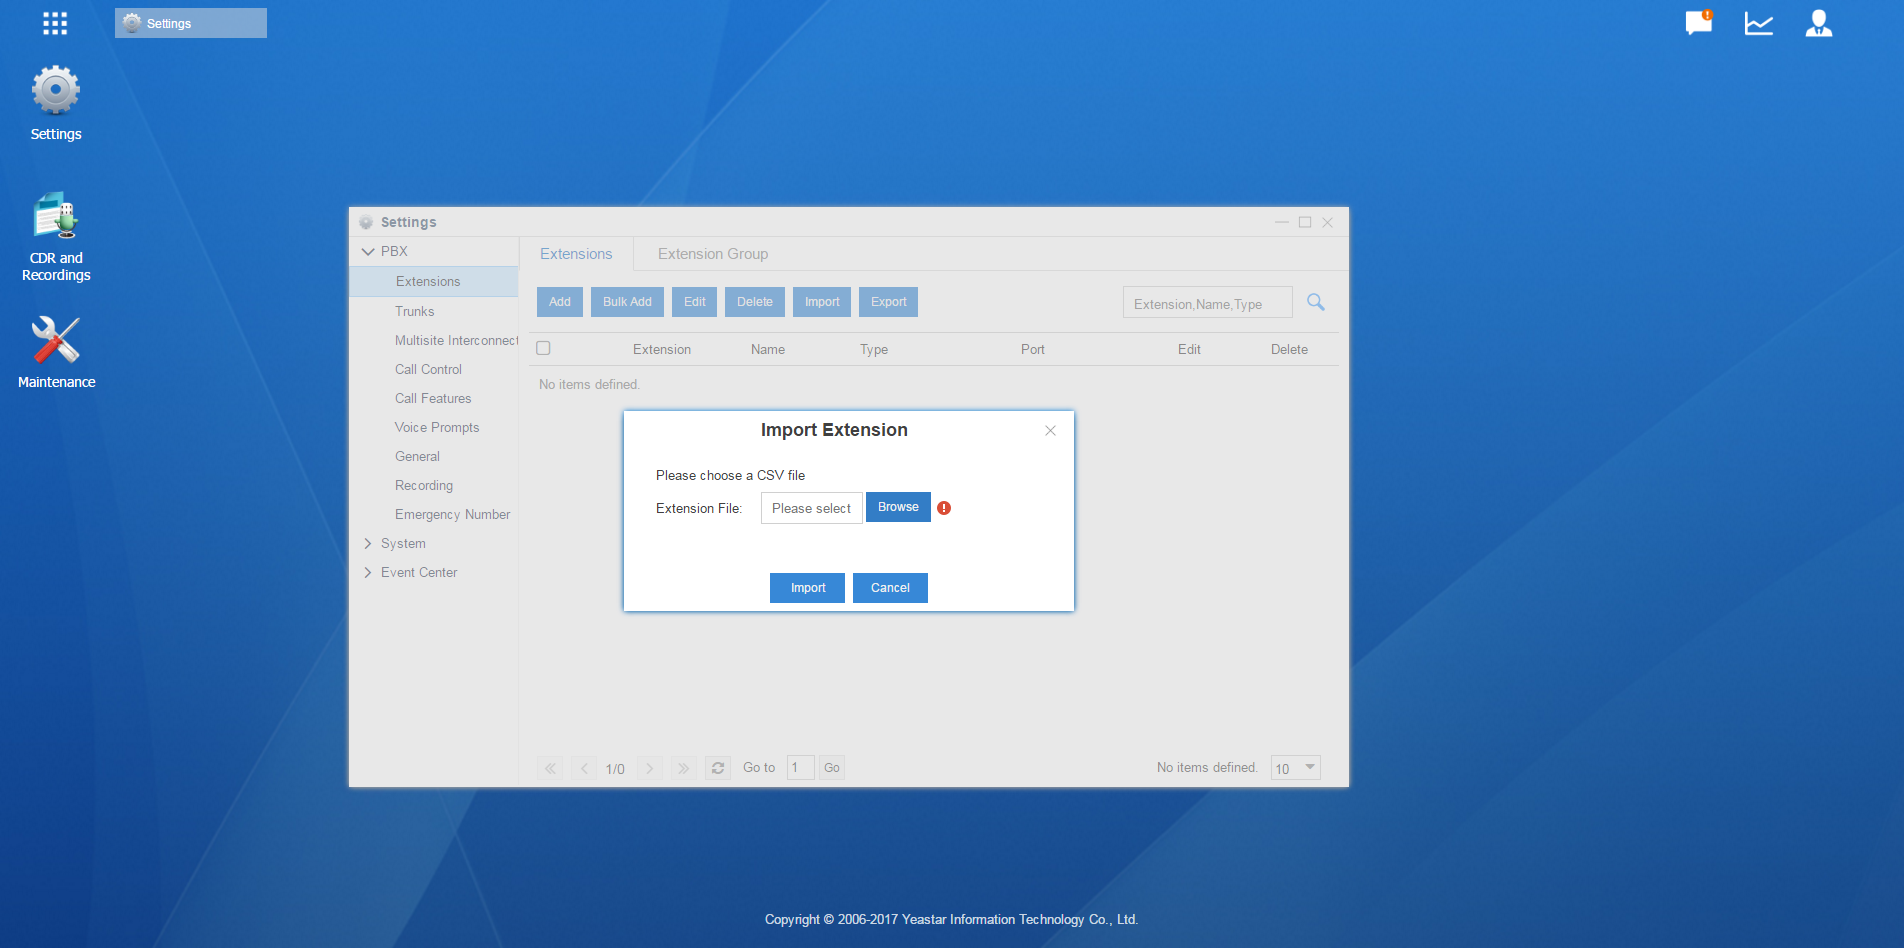 Settings
Settings
CDR and
Recordings
Maintenance
Settings
PBX
Extensions
Trunks
Multisite Interconnect
Call Control
Call Features
Voice Prompts
General
Recording
Emergency Number
System
Event Center
Extensions Extension Group
Add Bulk Add Edit Delete Import Export Extension,Name,Type
Extension Name Type Port Edit Delete
No items defined.
Import Extension
Please choose a CSV file
Extension File: Please select Browse
Import Cancel
1/0 Go to 1 Go No items defined. 10
Copyright © 2006-2017 Yeastar Information Technology Co., Ltd.